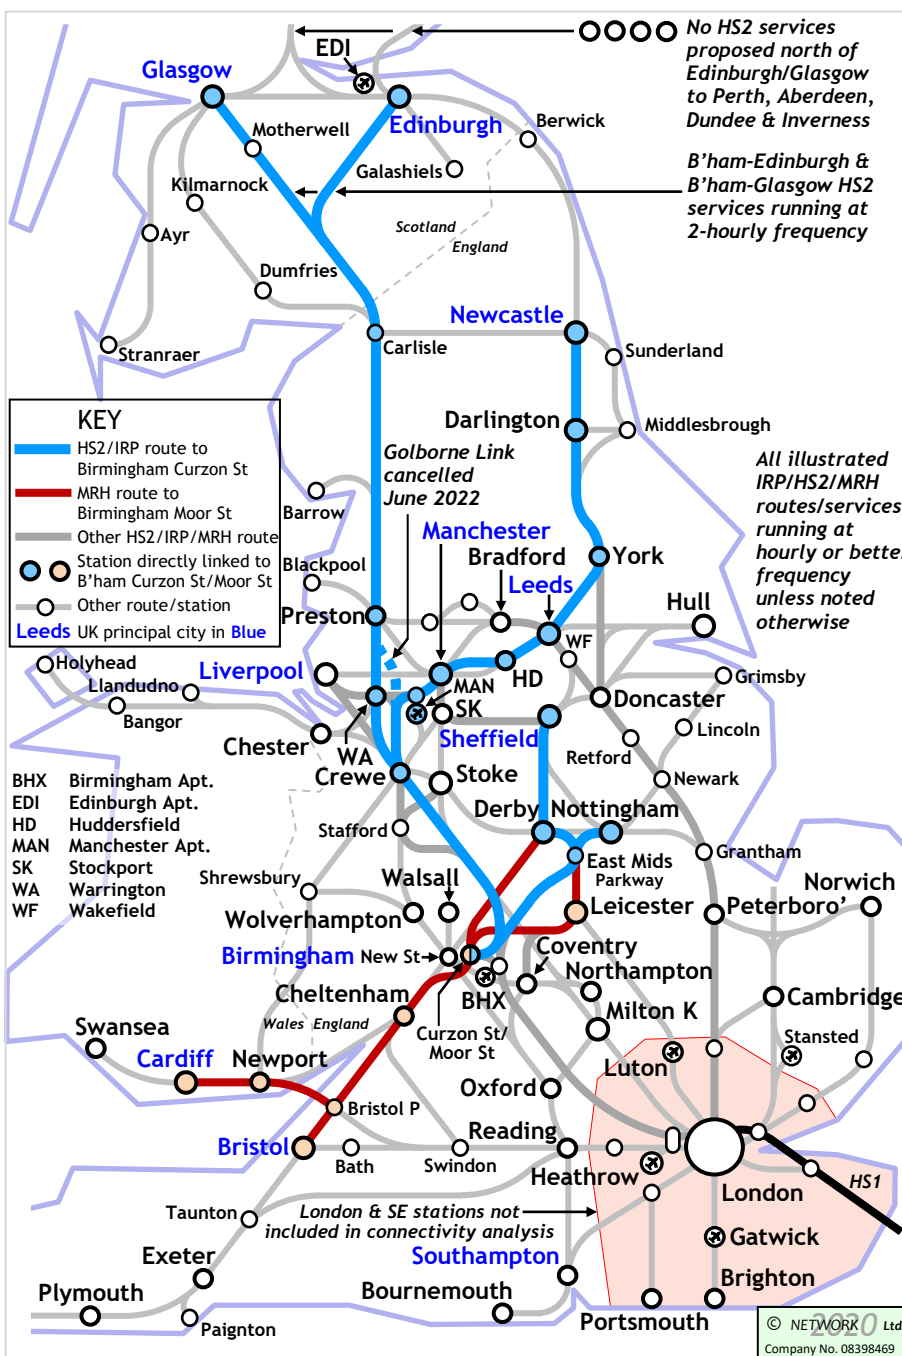 No HS2 services
proposed north of
Edinburgh/Glasgow
to Perth, Aberdeen,
Dundee & Inverness
EDI
Glasgow
Edinburgh
Motherwell
Berwick
Galashiels
B'ham-Edinburgh &
B'ham-Glasgow HS2
services running at
2-hourly frequency
Kilmarnock
Ayr
Scotland
England
Dumfries
Newcastle
Carlisle
Stranraer
Sunderland
KEY
HS2/IRP route to
Birmingham Curzon St
MRH route to
Birmingham Moor St
Other HS2/IRP/MRH route
Station directly linked to
B'ham Curzon St/Moor St
Other route/station
Leeds UK principal city in Blue
Darlington
Middlesbrough
Golborne Link
cancelled
June 2022
All illustrated
IRP/HS2/MRH
routes/services
running at
hourly or better
frequency
unless noted
otherwise
Barrow
Manchester
Bradford
York
Blackpool
Leeds
Preston
Hull
WF
Holyhead
Llandudno
Bangor
Liverpool
MAN
HD
SK
Doncaster
Grimsby
Lincoln
Chester
WA
Sheffield
Retford
Crewe
Stoke
Newark
BHX Birmingham Apt.
EDI Edinburgh Apt.
HD Huddersfield
MAN Manchester Apt.
SK Stockport
WA Warrington
WF Wakefield
Derby
Nottingham
Stafford
East Mids
Parkway
Grantham
Shrewsbury
Walsall
Norwich
Wolverhampton
Leicester
Peterboro'
Birmingham
New St
Coventry
BHX
Northampton
Cheltenham
Cambridge
Milton K
Curzon St/
Moor St
Wales
England
Swansea
Stansted
Cardiff
Newport
Luton
Oxford
Bristol P
Bristol
Reading
Bath
Swindon
Heathrow
London
HS1
Taunton
London & SE stations not
included in connectivity analysis
Gatwick
Exeter
Southampton
Plymouth
Bournemouth
Brighton
Paignton
Portsmouth
© NETWORK 2020 Ltd
Company No. 08398469